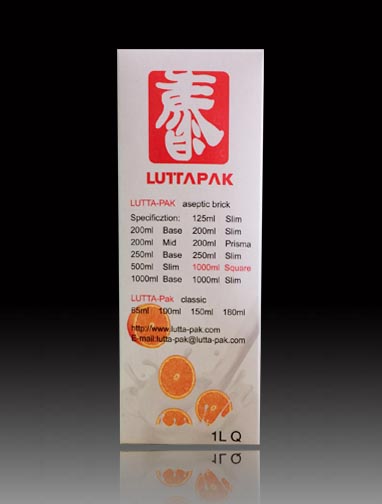 LUTTAPAK
LUTTA-PAK aseptic brick
Specificztion: 125ml Slim
200ml Base 200ml Slim
200ml Mid 200ml Prisma
250ml Base 250ml Slim
500ml Slim 1000ml Square
1000ml Base 1000ml Slim
LUTTA-Pak classic
65ml 100ml 150ml 180ml
http://www.lutta-pak.com
E-mail:lutta-pak@lutta-pak.com
1L Q